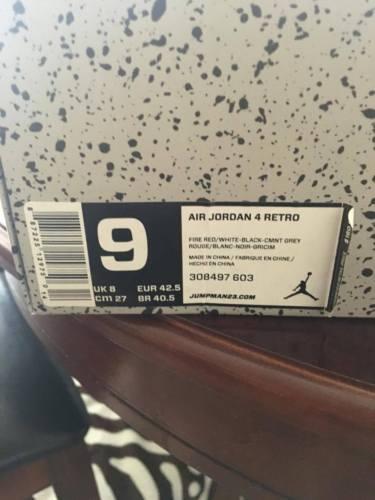 9
UK 8 EUR 42.5
cm 27 BR 40.5
AIR JORDAN 4 RETRO
FIRE RED/WHITE-BLACK-CMNT GREY
ROUGE/BLANC-NOIR-GRICIM
MADE IN CHINA / FABRIQUE EN CHINE /
HECHO EN CHINA
308497 603
JUMPMAN23.COM